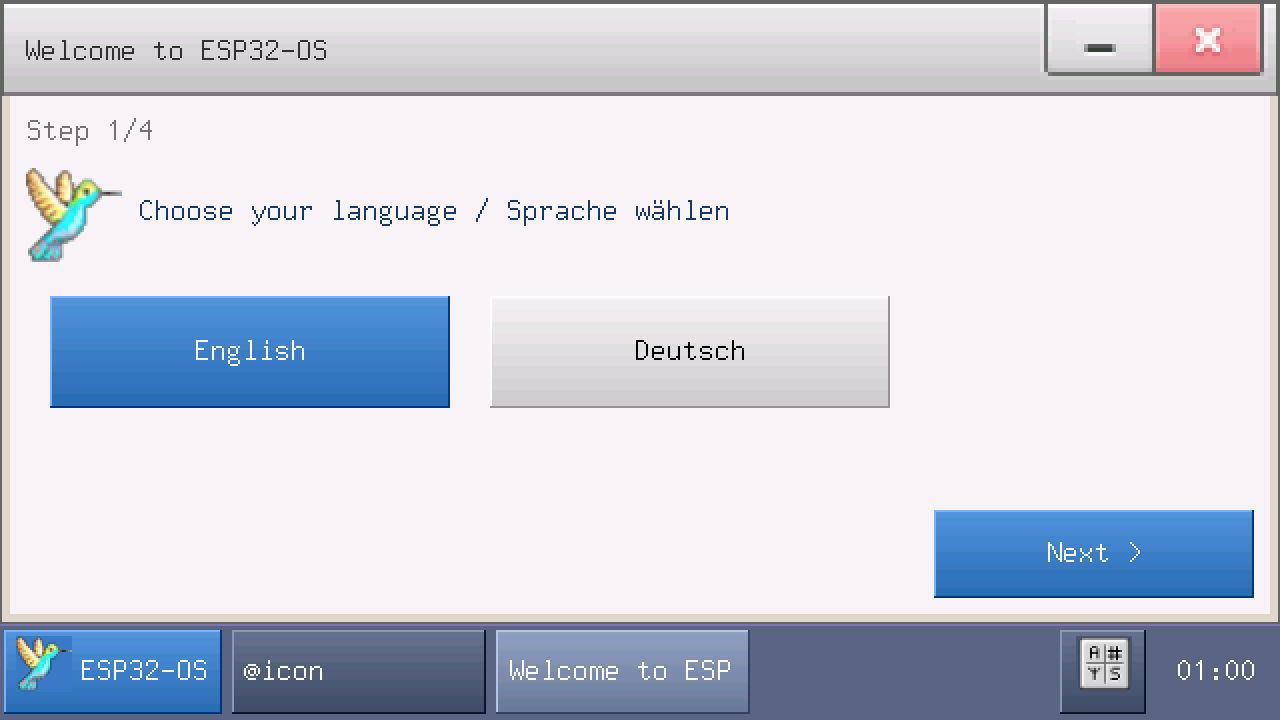 Welcome to ESP32-OS
Step 1/4
Choose your language / Sprache wählen
English
Deutsch
Next >
ESP32-OS
@icon
Welcome to ESP
A#
YS
01:00